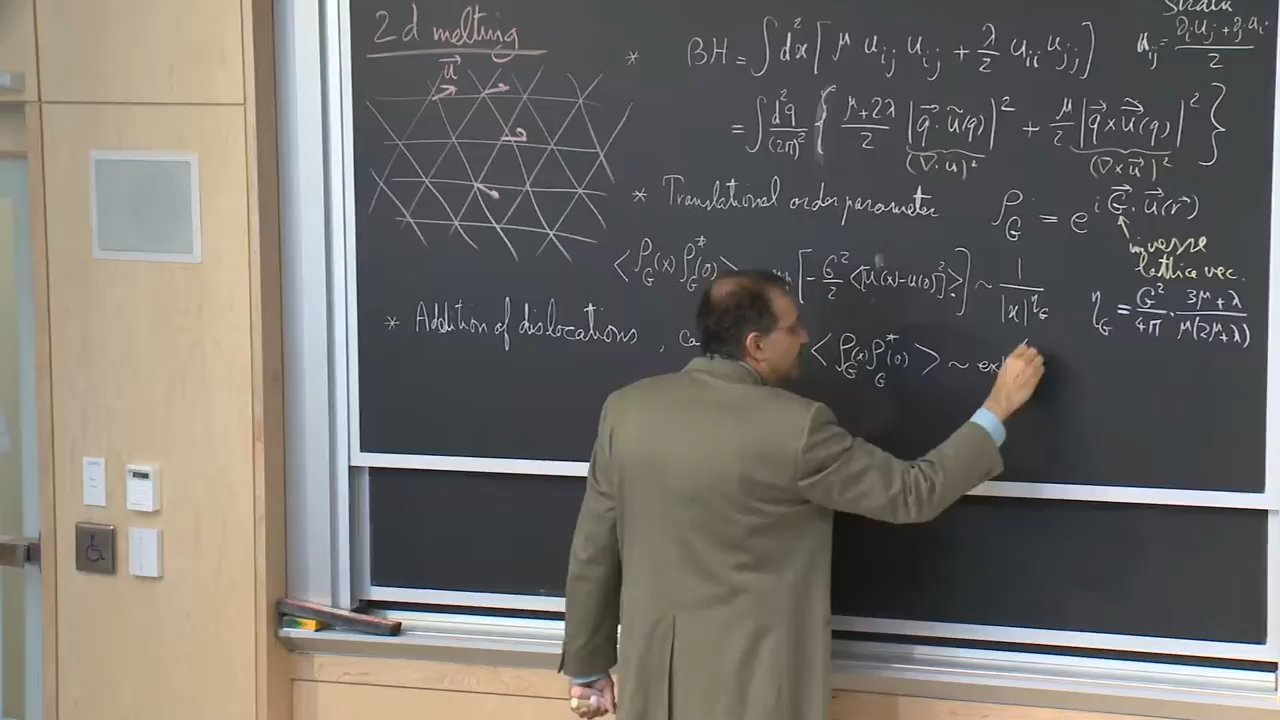 2d melting
u⃗
Strain
* βH = ∫d²x [μ u_ij u_ij + λ/2 u_ii u_jj] u_ij = (∂_i u_j + ∂_j u_i)/2
= ∫ d²q/(2π)² { (μ+2λ)/2 |q⃗ · ũ(q)|² + μ/2 |q⃗ × ũ⃗(q)|² }
(∇·u)² (∇×u⃗)²
* Translational order parameter ρ_G = e^{i G⃗ · u⃗(r)}
inverse
lattice vec.
<ρ_G(x) ρ*_G(0)> [-G²/2 <[u(x)-u(0)]²>] ~ 1/|x|^{η_G} η_G = G²/4π · (3μ+λ)/(μ(2μ+λ))
* Addition of dislocations, <ρ_G(x) ρ*_G(0)> ~